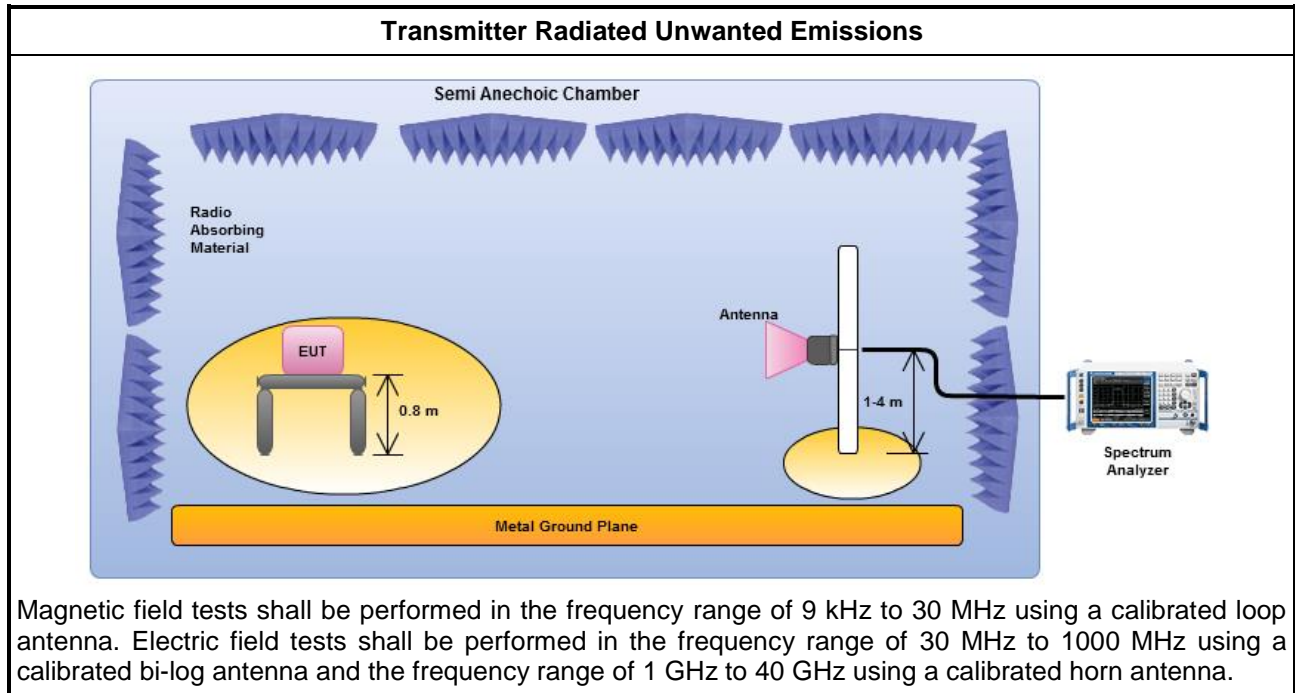 Transmitter Radiated Unwanted Emissions
Semi Anechoic Chamber
Radio
Absorbing
Material
Antenna
EUT
0.8 m
1-4 m
Spectrum
Analyzer
Metal Ground Plane
Magnetic field tests shall be performed in the frequency range of 9 kHz to 30 MHz using a calibrated loop
antenna. Electric field tests shall be performed in the frequency range of 30 MHz to 1000 MHz using a
calibrated bi-log antenna and the frequency range of 1 GHz to 40 GHz using a calibrated horn antenna.